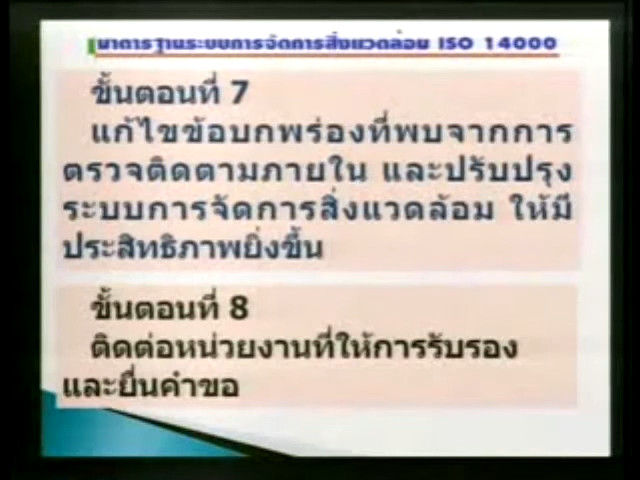 มาตรฐานระบบการจัดการสิ่งแวดล้อม ISO 14000
ขั้นตอนที่ 7
แก้ไขข้อบกพร่องที่พบจากการ
ตรวจติดตามภายใน และปรับปรุง
ระบบการจัดการสิ่งแวดล้อม ให้มี
ประสิทธิภาพยิ่งขึ้น
ขั้นตอนที่ 8
ติดต่อหน่วยงานที่ให้การรับรอง
และยื่นคำขอ